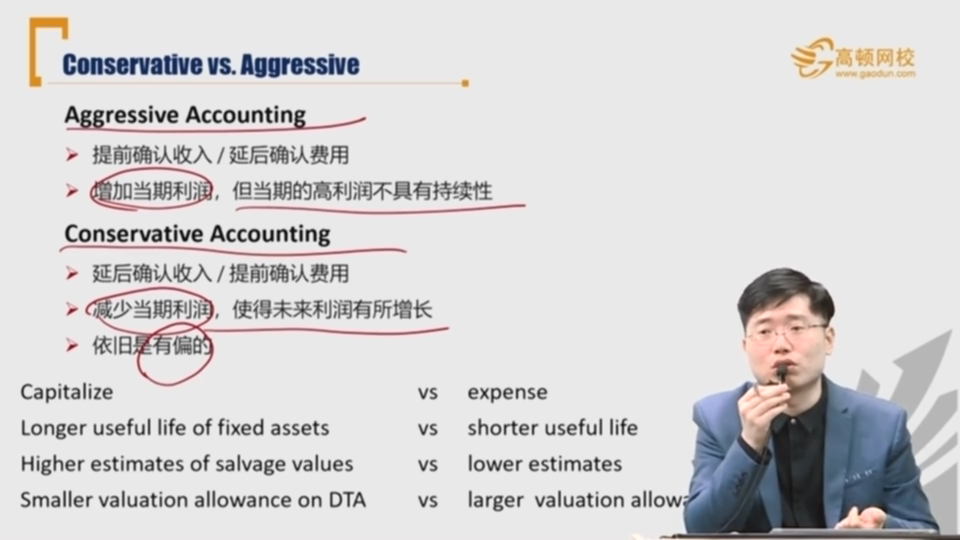 Conservative vs. Aggressive
高顿网校
www.gaodun.com
Aggressive Accounting
提前确认收入 / 延后确认费用
增加当期利润，但当期的高利润不具有持续性
Conservative Accounting
延后确认收入 / 提前确认费用
减少当期利润，使得未来利润有所增长
依旧是有偏的
Capitalize vs expense
Longer useful life of fixed assets vs shorter useful life
Higher estimates of salvage values vs lower estimates
Smaller valuation allowance on DTA vs larger valuation